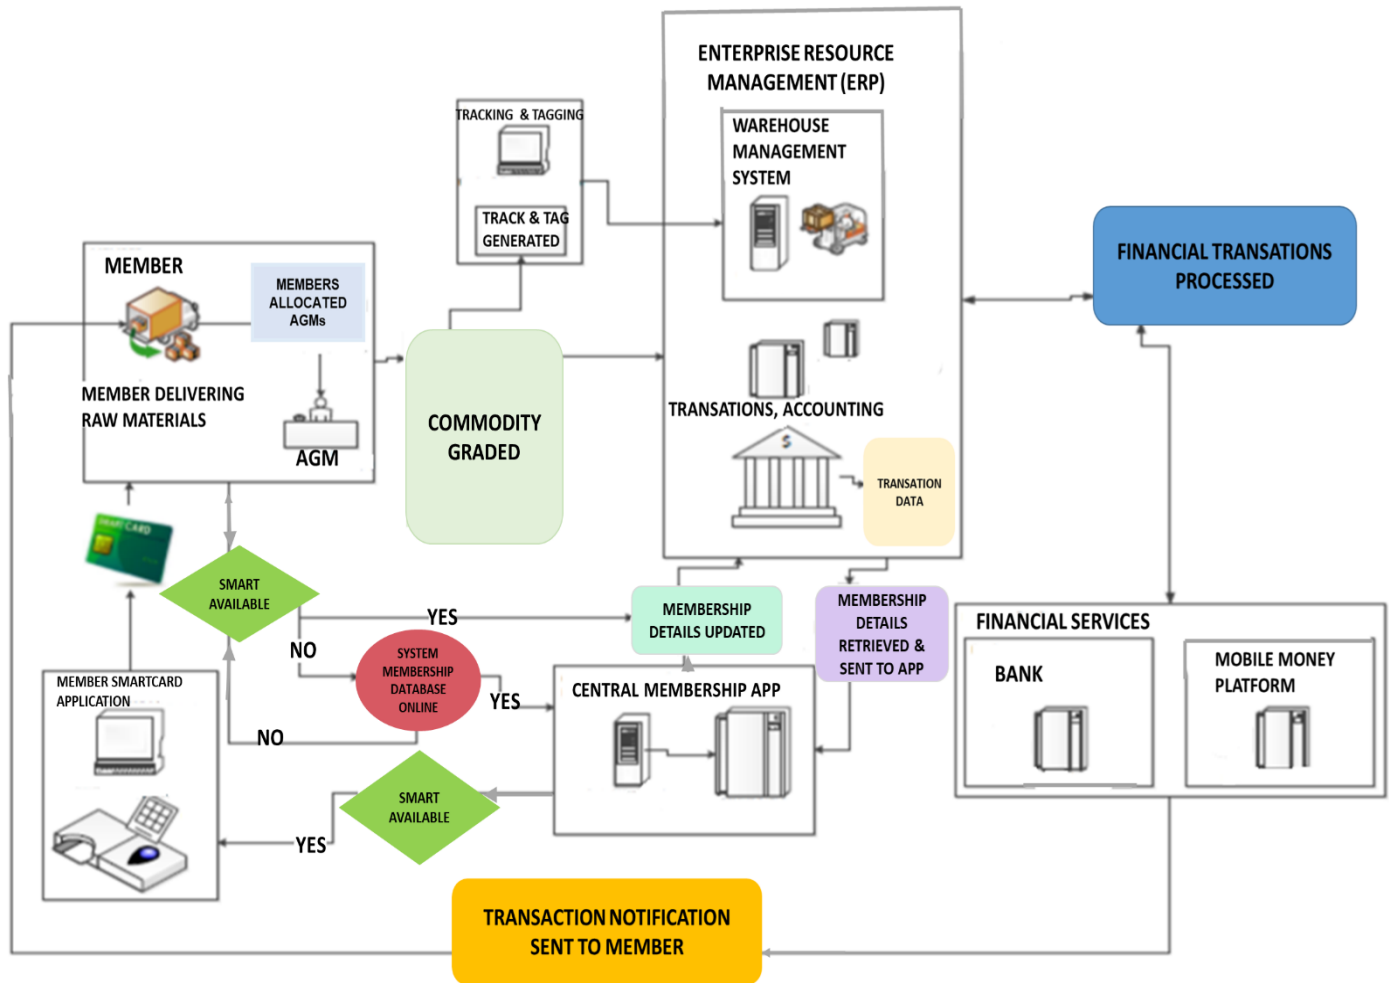 ENTERPRISE RESOURCE
MANAGEMENT (ERP)
WAREHOUSE
MANAGEMENT
SYSTEM
TRACKING & TAGGING
TRACK & TAG
GENERATED
MEMBER
MEMBERS
ALLOCATED
AGMs
MEMBER DELIVERING
RAW MATERIALS
AGM
COMMODITY
GRADED
TRANSATIONS, ACCOUNTING
S
TRANSATION
DATA
FINANCIAL TRANSATIONS
PROCESSED
SMART CARD
SMART
AVAILABLE
YES
NO
SYSTEM
MEMBERSHIP
DATABASE
ONLINE
YES
NO
MEMBERSHIP
DETAILS UPDATED
MEMBERSHIP
DETAILS
RETRIEVED &
SENT TO APP
CENTRAL MEMBERSHIP APP
MEMBER SMARTCARD
APPLICATION
SMART
AVAILABLE
YES
FINANCIAL SERVICES
BANK
MOBILE MONEY
PLATFORM
TRANSACTION NOTIFICATION
SENT TO MEMBER